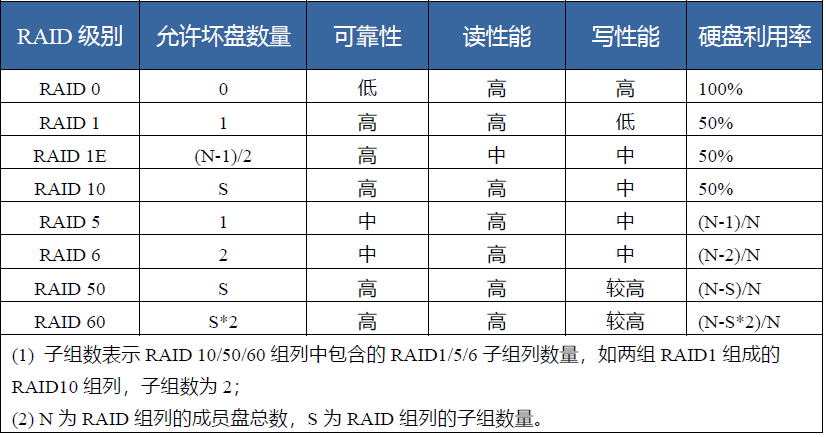 RAID 级别 允许坏盘数量 可靠性 读性能 写性能 硬盘利用率
RAID 0 0 低 高 高 100%
RAID 1 1 高 高 低 50%
RAID 1E (N-1)/2 高 中 中 50%
RAID 10 S 高 高 中 50%
RAID 5 1 中 高 中 (N-1)/N
RAID 6 2 中 高 中 (N-2)/N
RAID 50 S 高 高 较高 (N-S)/N
RAID 60 S*2 高 高 较高 (N-S*2)/N
(1) 子组数表示 RAID 10/50/60 组列中包含的 RAID1/5/6 子组列数量，如两组 RAID1 组成的
RAID10 组列，子组数为 2；
(2) N 为 RAID 组列的成员盘总数，S 为 RAID 组列的子组数量。